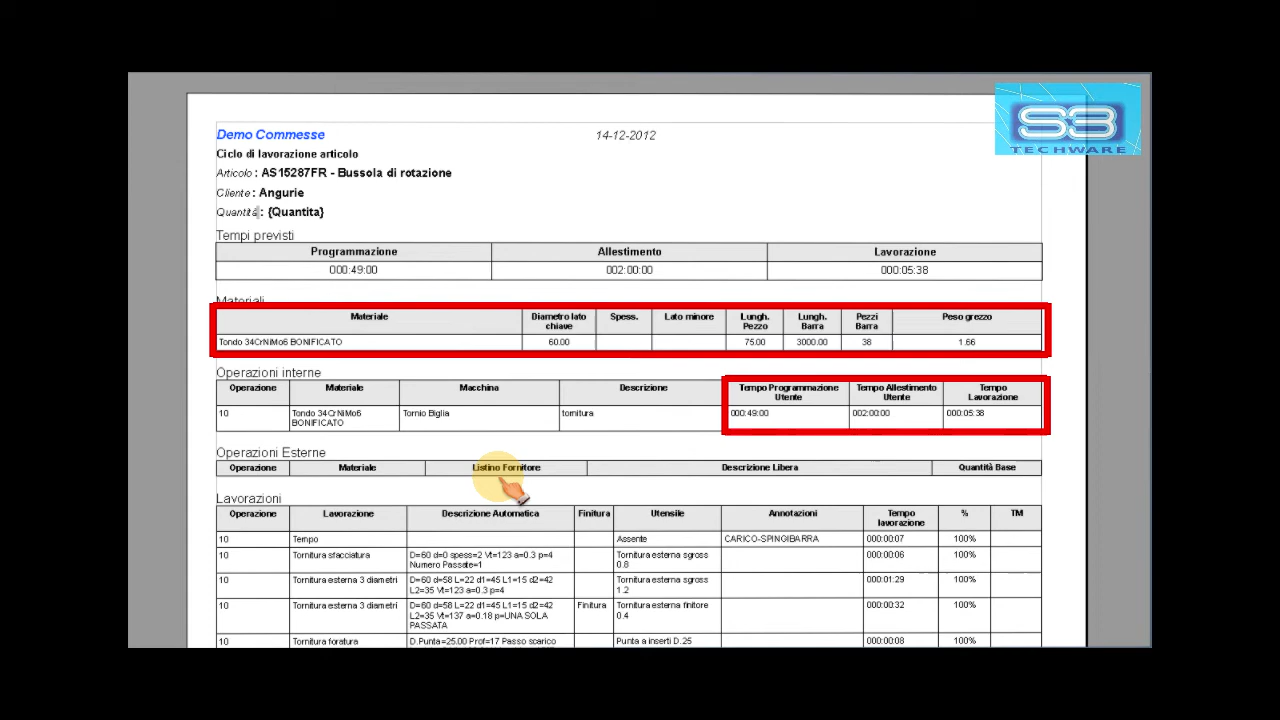 S3
TECHWARE
Demo Commesse 14-12-2012
Ciclo di lavorazione articolo
Articolo : AS15287FR - Bussola di rotazione
Cliente : Angurie
Quantità : {Quantita}
Tempi previsti
Programmazione Allestimento Lavorazione
000:49:00 002:00:00 000:05:38
Materiali
Materiale Diametro lato chiave Spess. Lato minore Lungh. Pezzo Lungh. Barra Pezzi Barra Peso grezzo
Tondo 34CrNiMo6 BONIFICATO 60.00 75.00 3000.00 38 1.66
Operazioni interne
Operazione Materiale Macchina Descrizione Tempo Programmazione Utente Tempo Allestimento Utente Tempo Lavorazione
10 Tondo 34CrNiMo6 BONIFICATO Tornio Biglia tornitura 000:49:00 002:00:00 000:05:38
Operazioni Esterne
Operazione Materiale Listino Fornitore Descrizione Libera Quantità Base
Lavorazioni
Operazione Lavorazione Descrizione Automatica Finitura Utensile Annotazioni Tempo lavorazione % TM
10 Tempo Assente CARICO-SPINGIBARRA 000:00:07 100%
10 Tornitura sfacciatura D=60 d=0 spess=2 Vt=123 a=0.3 p=4 Numero Passate=1 Tornitura esterna sgross 0.8 000:00:06 100%
10 Tornitura esterna 3 diametri D=60 d=58 L=22 d1=45 L1=15 d2=42 L2=35 Vt=123 a=0.3 p=4 Tornitura esterna sgross 1.2 000:01:29 100%
10 Tornitura esterna 3 diametri D=60 d=58 L=22 d1=45 L1=15 d2=42 L2=35 Vt=137 a=0.18 p=UNA SOLA PASSATA Finitura Tornitura esterna finitore 0.4 000:00:32 100%
10 Tornitura foratura D.Punta=25.00 Prof=17 Passo scarico Punta a inserti D.25 000:00:08 100%